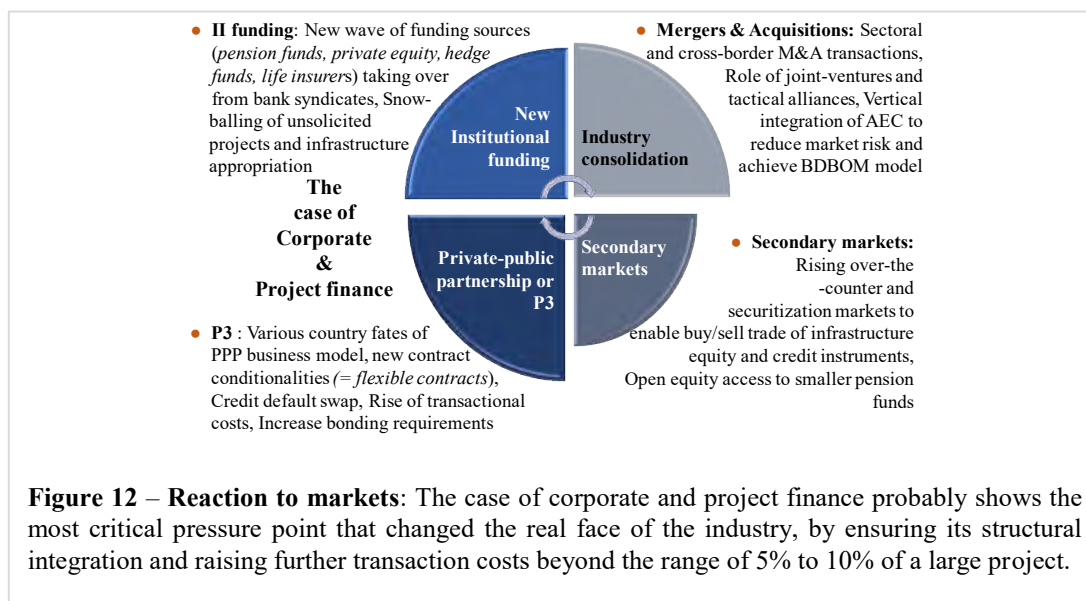 ● II funding: New wave of funding sources
(pension funds, private equity, hedge
funds, life insurers) taking over
from bank syndicates, Snow-
balling of unsolicited
projects and infrastructure
appropriation
● Mergers & Acquisitions: Sectoral
and cross-border M&A transactions,
Role of joint-ventures and
tactical alliances, Vertical
integration of AEC to
reduce market risk and
achieve BDBOM model
New
Institutional
funding
Industry
consolidation
The
case of
Corporate
&
Project finance
Private-public
partnership or
P3
Secondary
markets
● P3 : Various country fates of
PPP business model, new contract
conditionalities (= flexible contracts),
Credit default swap, Rise of transactional
costs, Increase bonding requirements
● Secondary markets:
Rising over-the
-counter and
securitization markets to
enable buy/sell trade of infrastructure
equity and credit instruments,
Open equity access to smaller pension
funds
Figure 12 – Reaction to markets: The case of corporate and project finance probably shows the
most critical pressure point that changed the real face of the industry, by ensuring its structural
integration and raising further transaction costs beyond the range of 5% to 10% of a large project.